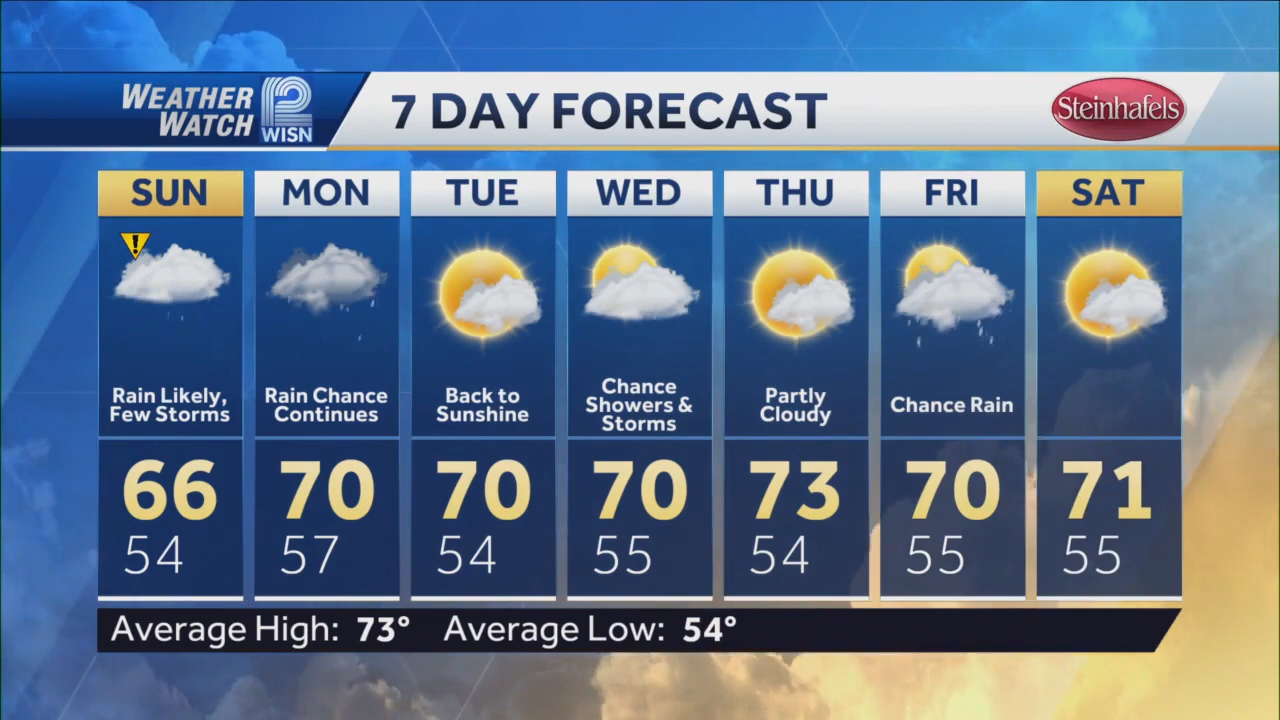 WEATHER
WATCH
12
WISN
7 DAY FORECAST
Steinhafels
SUN MON TUE WED THU FRI SAT
!
Rain Likely,
Few Storms
Rain Chance
Continues
Back to
Sunshine
Chance
Showers &
Storms
Partly
Cloudy
Chance Rain
66 70 70 70 73 70 71
54 57 54 55 54 55 55
Average High: 73° Average Low: 54°